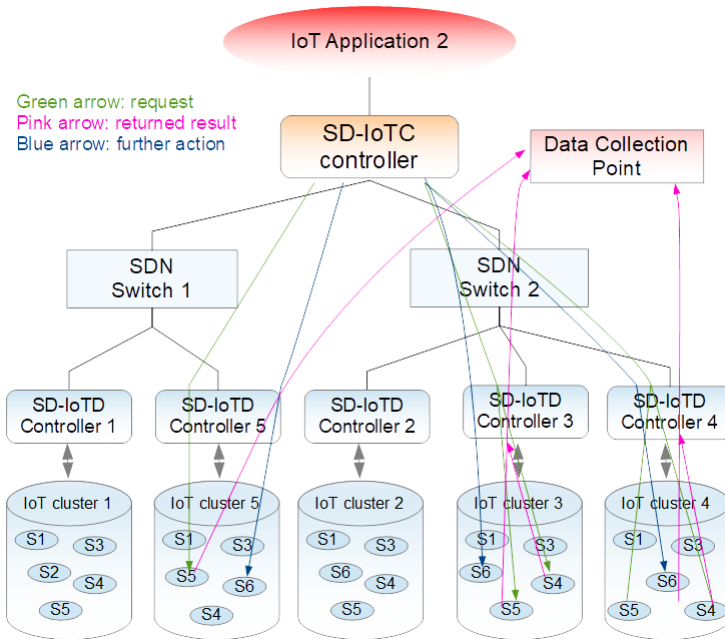 IoT Application 2
Green arrow: request
Pink arrow: returned result
Blue arrow: further action
SD-IoTC
controller
Data Collection
Point
SDN
Switch 1
SDN
Switch 2
SD-IoTD
Controller 1
SD-IoTD
Controller 5
SD-IoTD
Controller 2
SD-IoTD
Controller 3
SD-IoTD
Controller 4
IoT cluster 1
S1
S3
S2
S4
S5
IoT cluster 5
S1
S3
S5
S6
S4
IoT cluster 2
S1
S3
S6
S4
S5
IoT cluster 3
S1
S3
S6
S4
S5
IoT cluster 4
S1
S3
S6
S5
S4